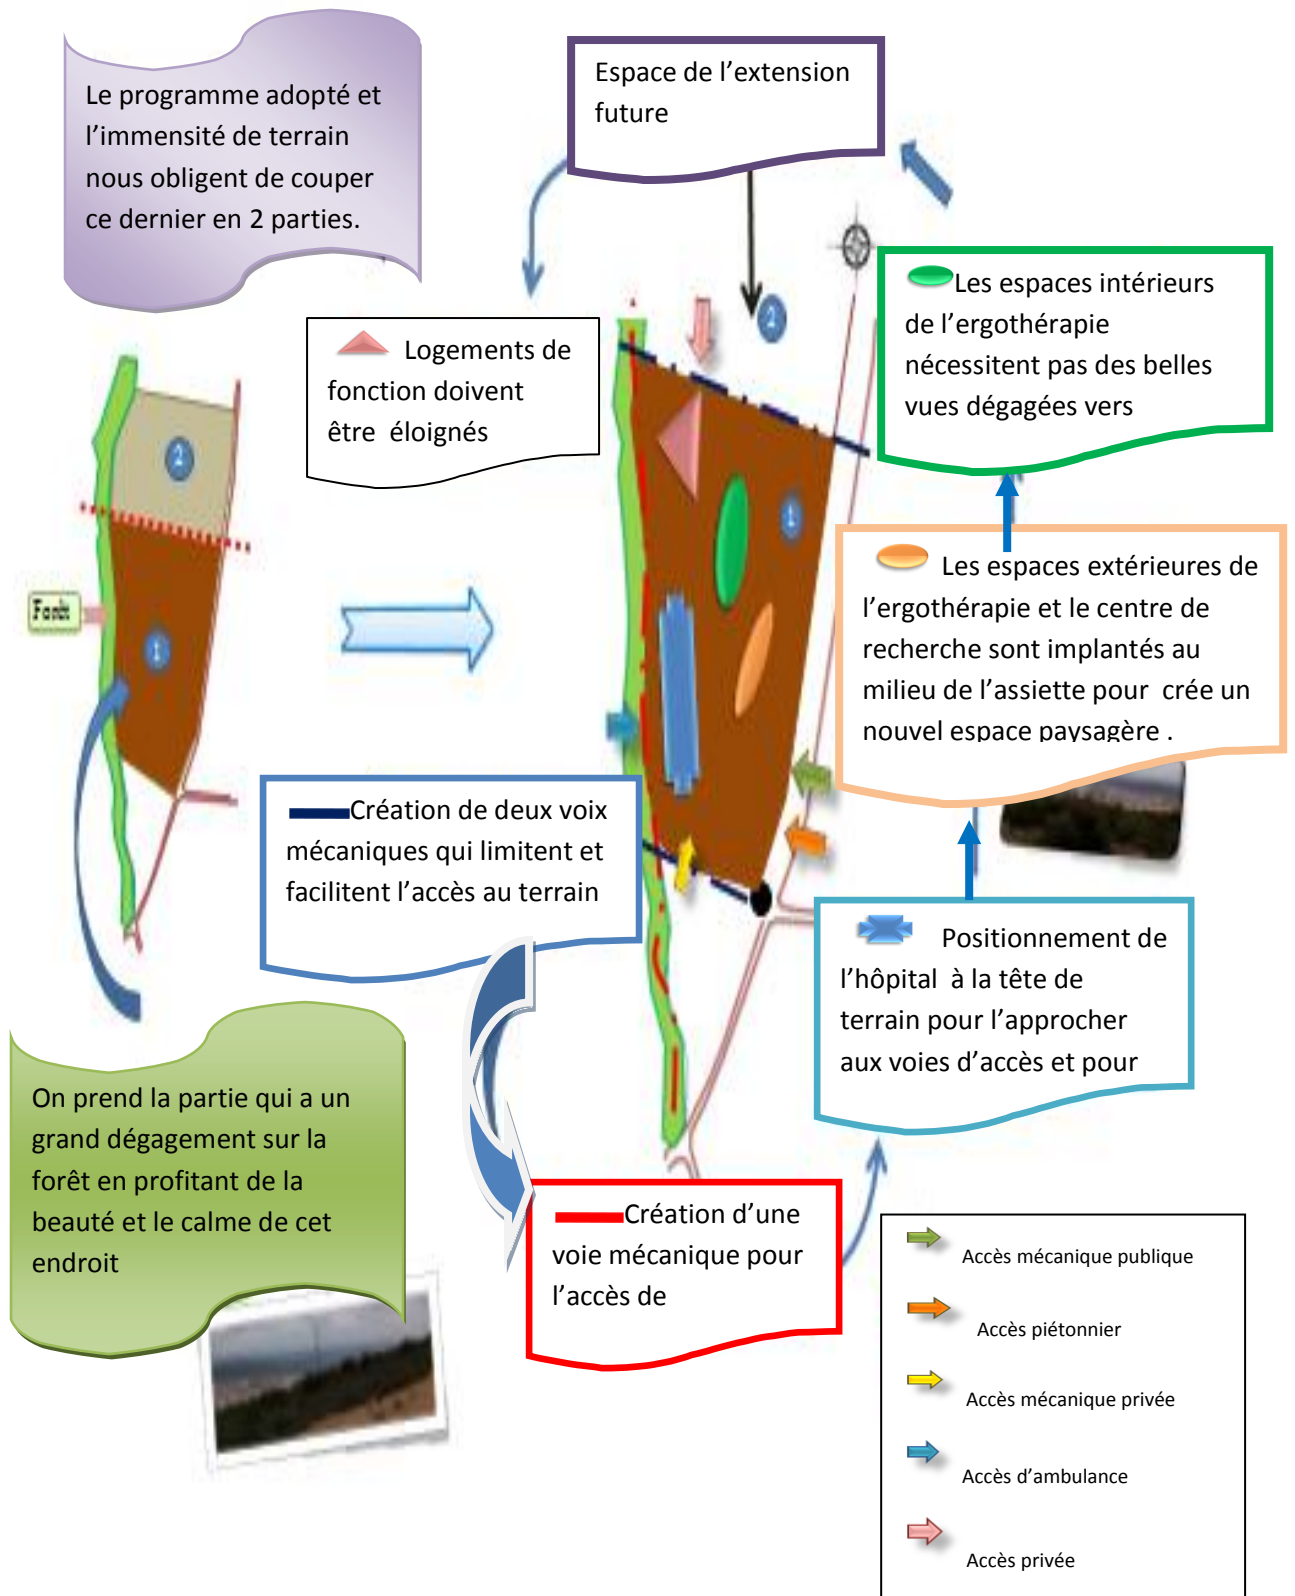 Le programme adopté et
l’immensité de terrain
nous obligent de couper
ce dernier en 2 parties.
Espace de l’extension
future
Logements de
fonction doivent
être éloignés
Les espaces intérieurs
de l’ergothérapie
nécessitent pas des belles
vues dégagées vers
2
1
2
1
Les espaces extérieures de
l’ergothérapie et le centre de
recherche sont implantés au
milieu de l’assiette pour crée un
nouvel espace paysagère .
Création de deux voix
mécaniques qui limitent et
facilitent l’accès au terrain
Positionnement de
l’hôpital à la tête de
terrain pour l’approcher
aux voies d’accès et pour
On prend la partie qui a un
grand dégagement sur la
forêt en profitant de la
beauté et le calme de cet
endroit
Création d’une
voie mécanique pour
l’accès de
Accès mécanique publique
Accès piétonnier
Accès mécanique privée
Accès d’ambulance
Accès privée